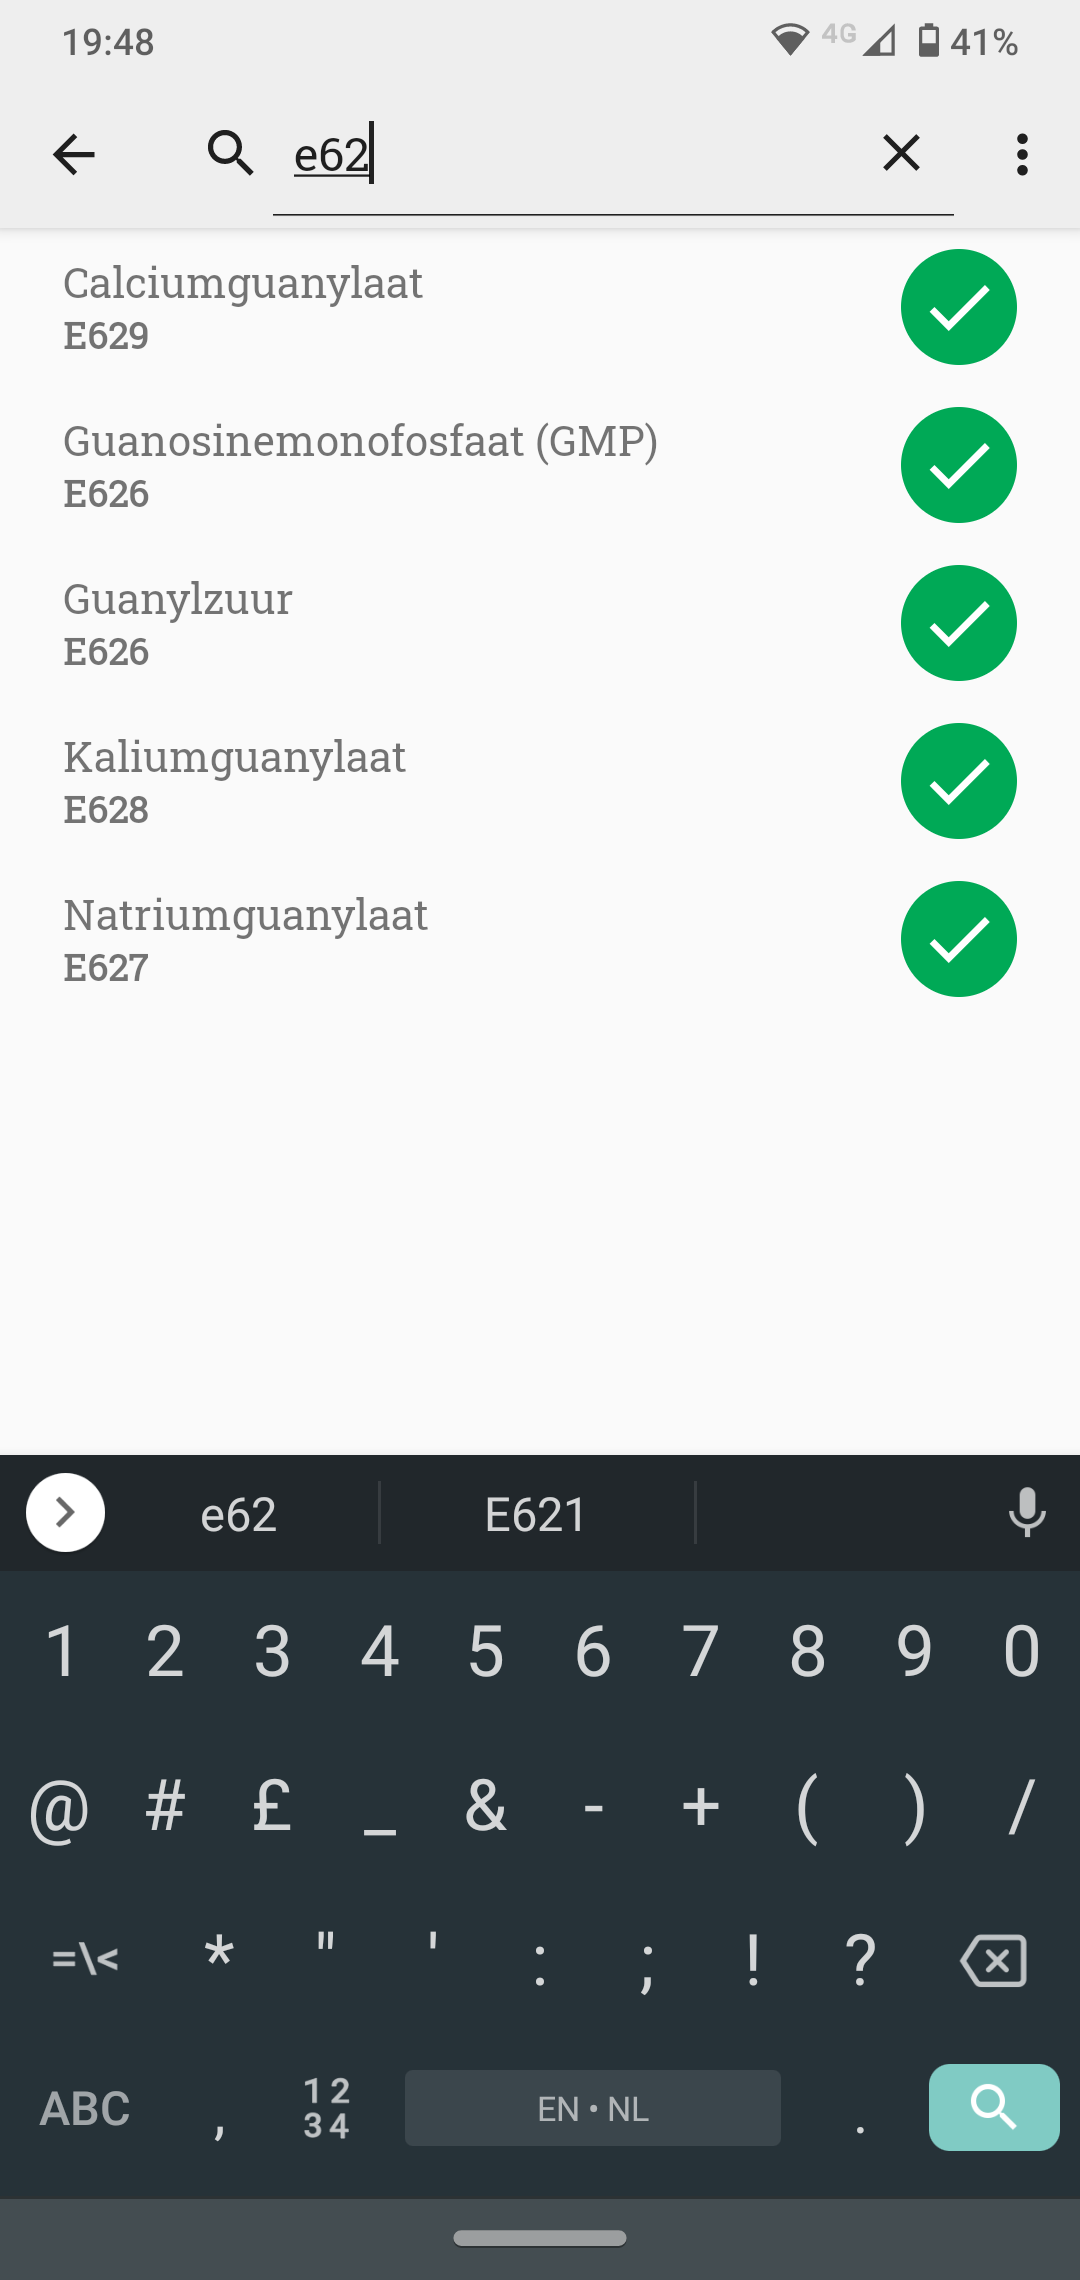 19:48 4G 41%
e62
Calciumguanylaat
E629
Guanosinemonofosfaat (GMP)
E626
Guanylzuur
E626
Kaliumguanylaat
E628
Natriumguanylaat
E627
e62 E621
1 2 3 4 5 6 7 8 9 0
@ # £ _ & - + ( ) /
=\< * " ' : ; ! ?
ABC , 12 34 EN • NL .